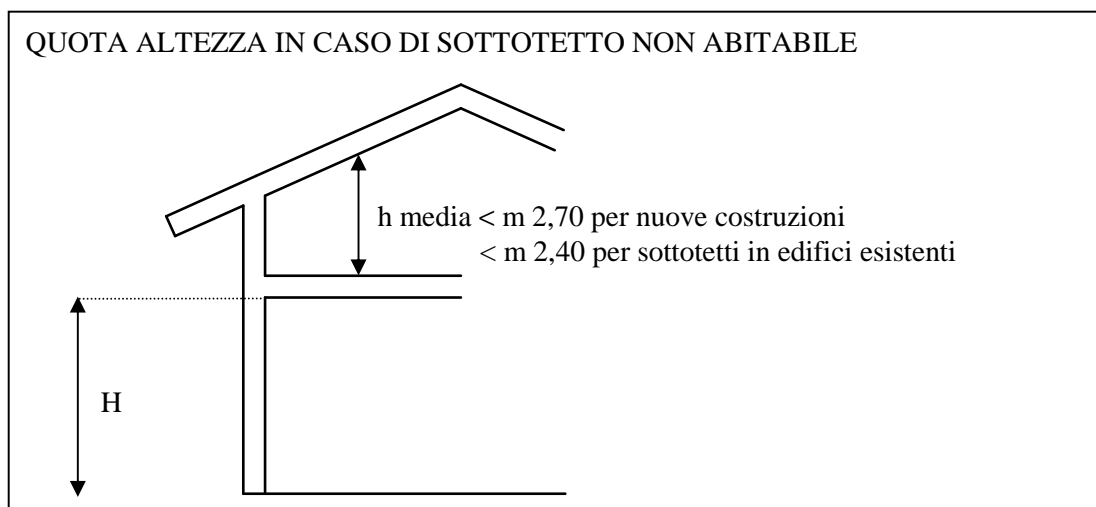 QUOTA ALTEZZA IN CASO DI SOTTOTETTO NON ABITABILE
h media < m 2,70 per nuove costruzioni
< m 2,40 per sottotetti in edifici esistenti
H